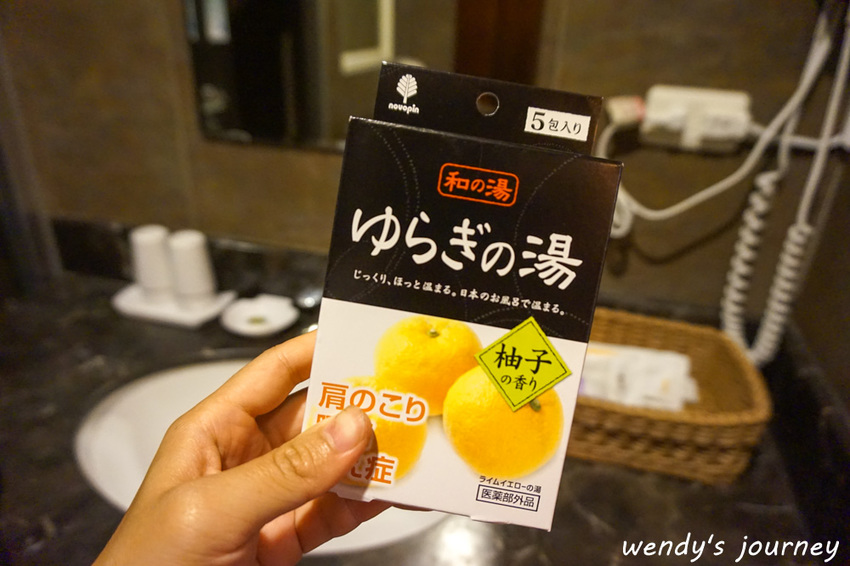 novopin
5包入り
和の湯
ゆらぎの湯
じっくり、ほっと温まる。日本のお風呂で温まる。
柚子
の香り
肩のこり
症
ライムイエローの湯
医薬部外品
wendy's journey